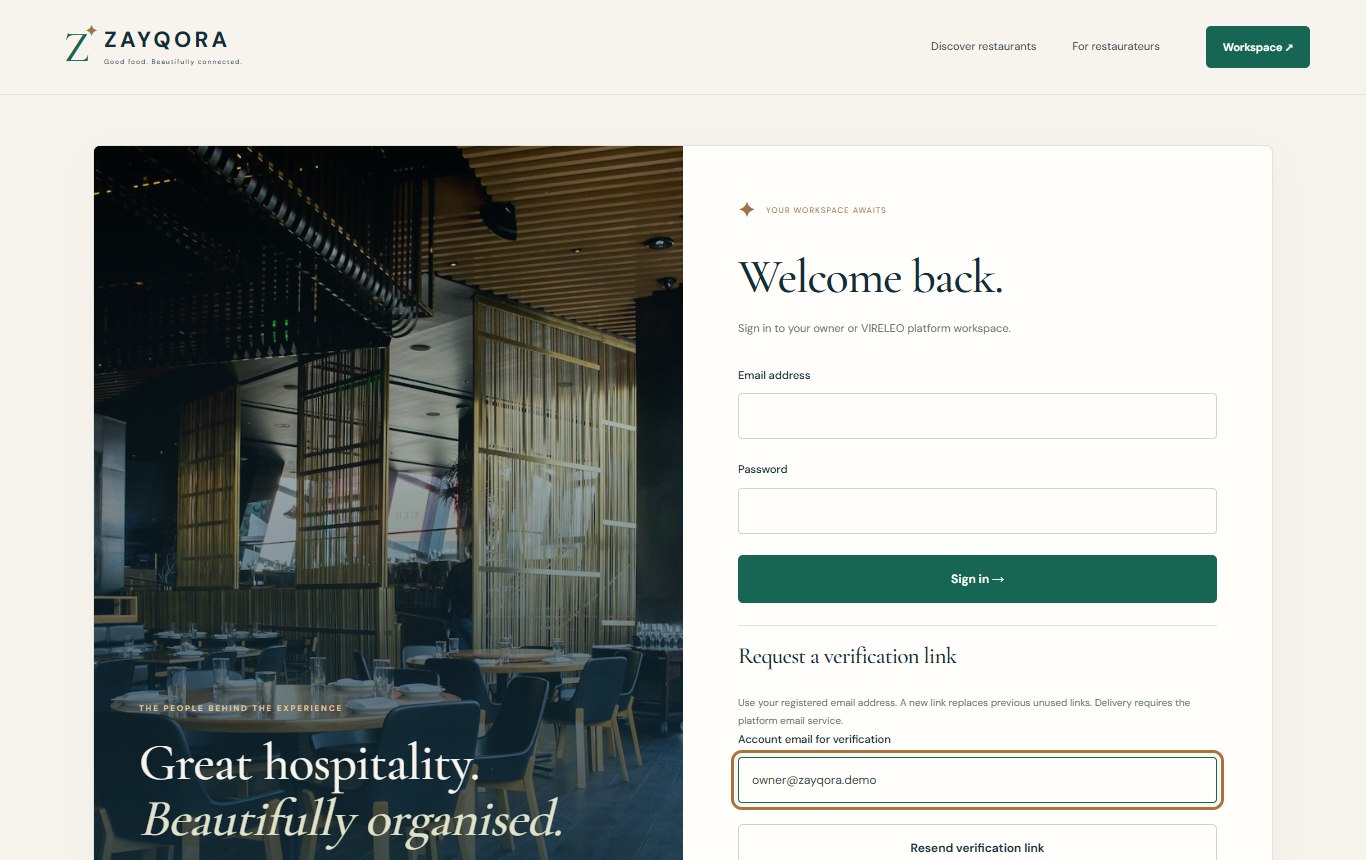 Z ZAYQORA
Good food. Beautifully connected.
Discover restaurants
For restaurateurs
Workspace ↗
THE PEOPLE BEHIND THE EXPERIENCE
Great hospitality.
Beautifully organised.
YOUR WORKSPACE AWAITS
Welcome back.
Sign in to your owner or VIRELEO platform workspace.
Email address
Password
Sign in →
Request a verification link
Use your registered email address. A new link replaces previous unused links. Delivery requires the
platform email service.
Account email for verification
owner@zayqora.demo
Resend verification link